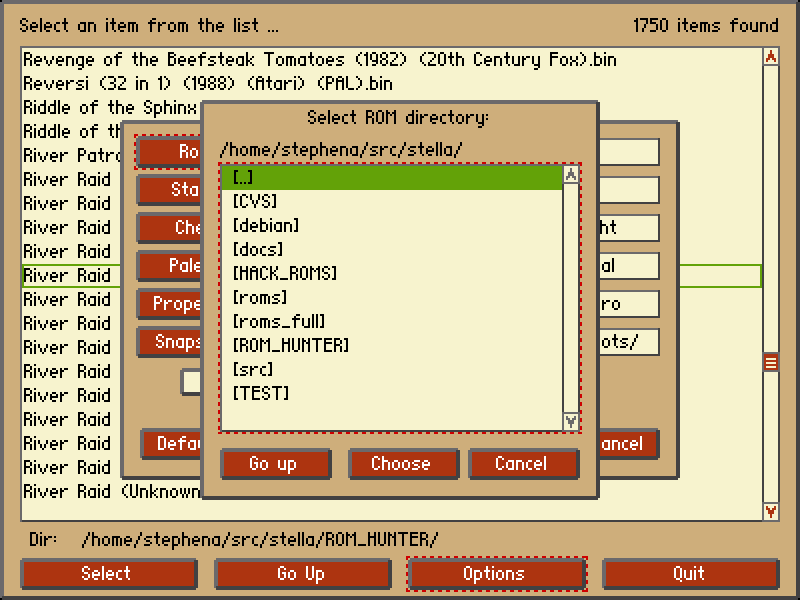 Select an item from the list ... 1750 items found
Revenge of the Beefsteak Tomatoes (1982) (20th Century Fox).bin
Reversi (32 in 1) (1988) (Atari) (PAL).bin
Riddle of the Sphinx
Riddle of th
River Patro
River Raid
River Raid
River Raid
River Raid
River Raid
River Raid
River Raid
River Raid
River Raid
River Raid
River Raid
River Raid
River Raid
River Raid (Unknown
Ro
Sta
Che
Pale
Prope
Snaps
Defau
ht
al
ro
ots/
ancel
Select ROM directory:
/home/stephena/src/stella/
[..]
[CVS]
[debian]
[docs]
[HACK_ROMS]
[roms]
[roms_full]
[ROM_HUNTER]
[src]
[TEST]
Go up Choose Cancel
Dir: /home/stephena/src/stella/ROM_HUNTER/
Select Go Up Options Quit